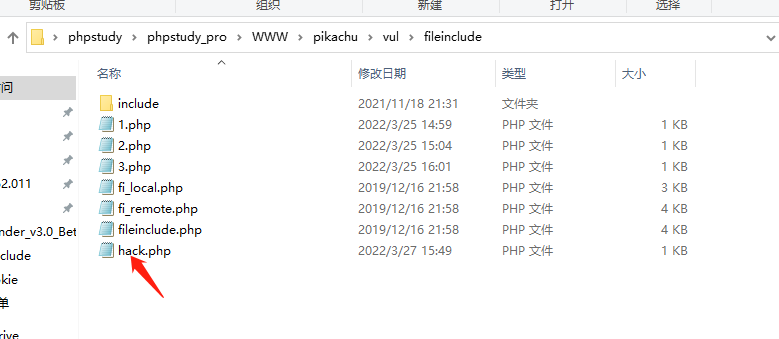 剪贴板 组织 新建 打开 选择
phpstudy > phpstudy_pro > WWW > pikachu > vul > fileinclude
名称 修改日期 类型 大小
问
include 2021/11/18 21:31 文件夹
1.php 2022/3/25 14:59 PHP 文件 1 KB
2.php 2022/3/25 15:04 PHP 文件 1 KB
3.php 2022/3/25 16:01 PHP 文件 1 KB
2.011
fi_local.php 2019/12/16 21:58 PHP 文件 3 KB
fi_remote.php 2019/12/16 21:58 PHP 文件 4 KB
nder_v3.0_Bet
fileinclude.php 2019/12/16 21:58 PHP 文件 4 KB
hack.php 2022/3/27 15:49 PHP 文件 1 KB
clude
okie
单
rive